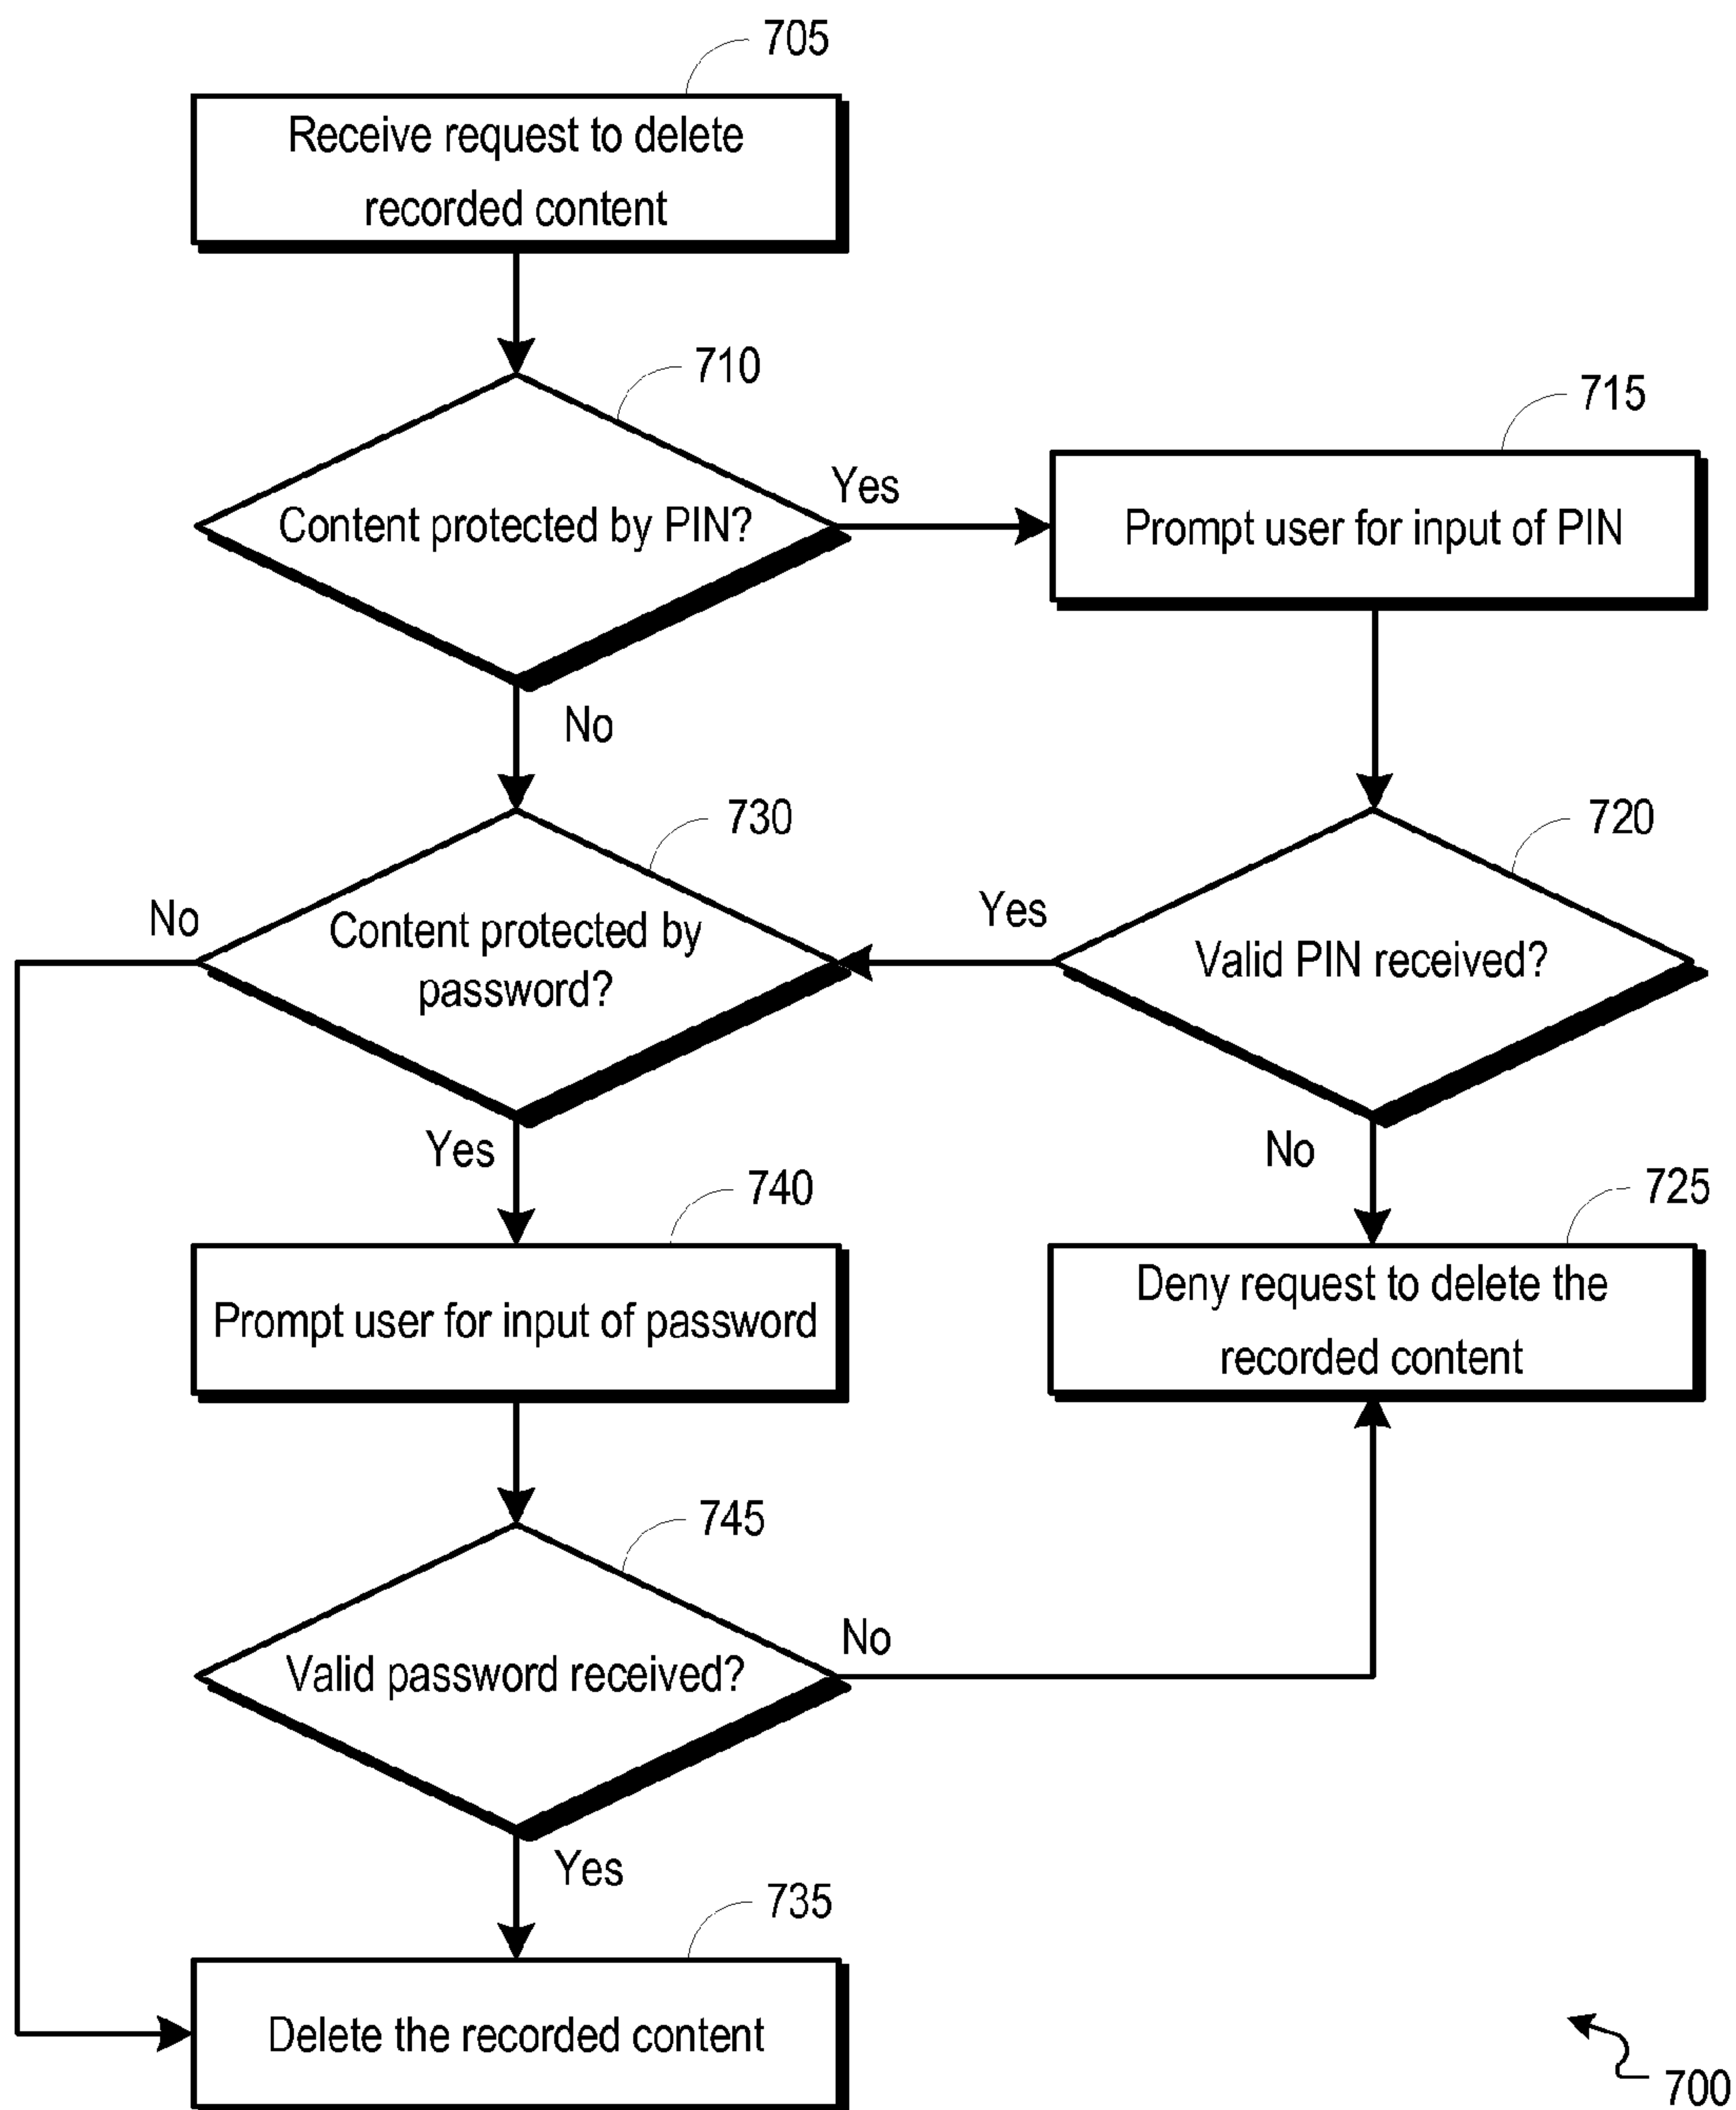 705
Receive request to delete
recorded content
710
Content protected by PIN?
Yes
No
715
Prompt user for input of PIN
720
Valid PIN received?
Yes
No
730
Content protected by
password?
No
Yes
725
Deny request to delete the
recorded content
740
Prompt user for input of password
745
Valid password received?
No
Yes
735
Delete the recorded content
700